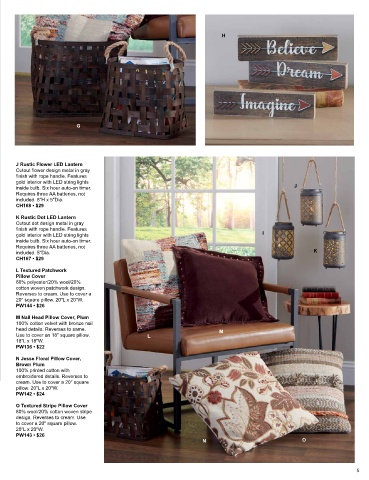 H
Believe
Dream
Imagine
G
J Rustic Flower LED Lantern
Cutout flower design metal in gray
finish with rope handle. Features
gold interior with LED string lights
inside bulb. Six hour auto-on timer.
Requires three AA batteries, not
included. 8"H x 5"Dia
CH168 • $29
K Rustic Dot LED Lantern
Cutout dot design metal in gray
finish with rope handle. Features
gold interior with LED string lights
inside bulb. Six hour auto-on timer.
Requires three AA batteries, not
included. 5"Dia
CH167 • $29
L Textured Patchwork
Pillow Cover
60% polyester/20% wool/20%
cotton woven patchwork design.
Reverses to cream. Use to cover a
20" square pillow. 20"L x 20"W.
PW144 • $26
M Nail Head Pillow Cover, Plum
100% cotton velvet with bronze nail
head details. Reverses to same.
Use to cover an 18" square pillow.
18"L x 18"W
PW136 • $22
N Jesse Floral Pillow Cover,
Brown Plum
100% printed cotton with
embroidered details. Reverses to
cream. Use to cover a 20" square
pillow. 20"L x 20"W.
PW142 • $24
O Textured Stripe Pillow Cover
80% wool/20% cotton woven stripe
design. Reverses to cream. Use
to cover a 20" square pillow.
20"L x 20"W
PW143 • $26
J
I
K
L
M
N
O